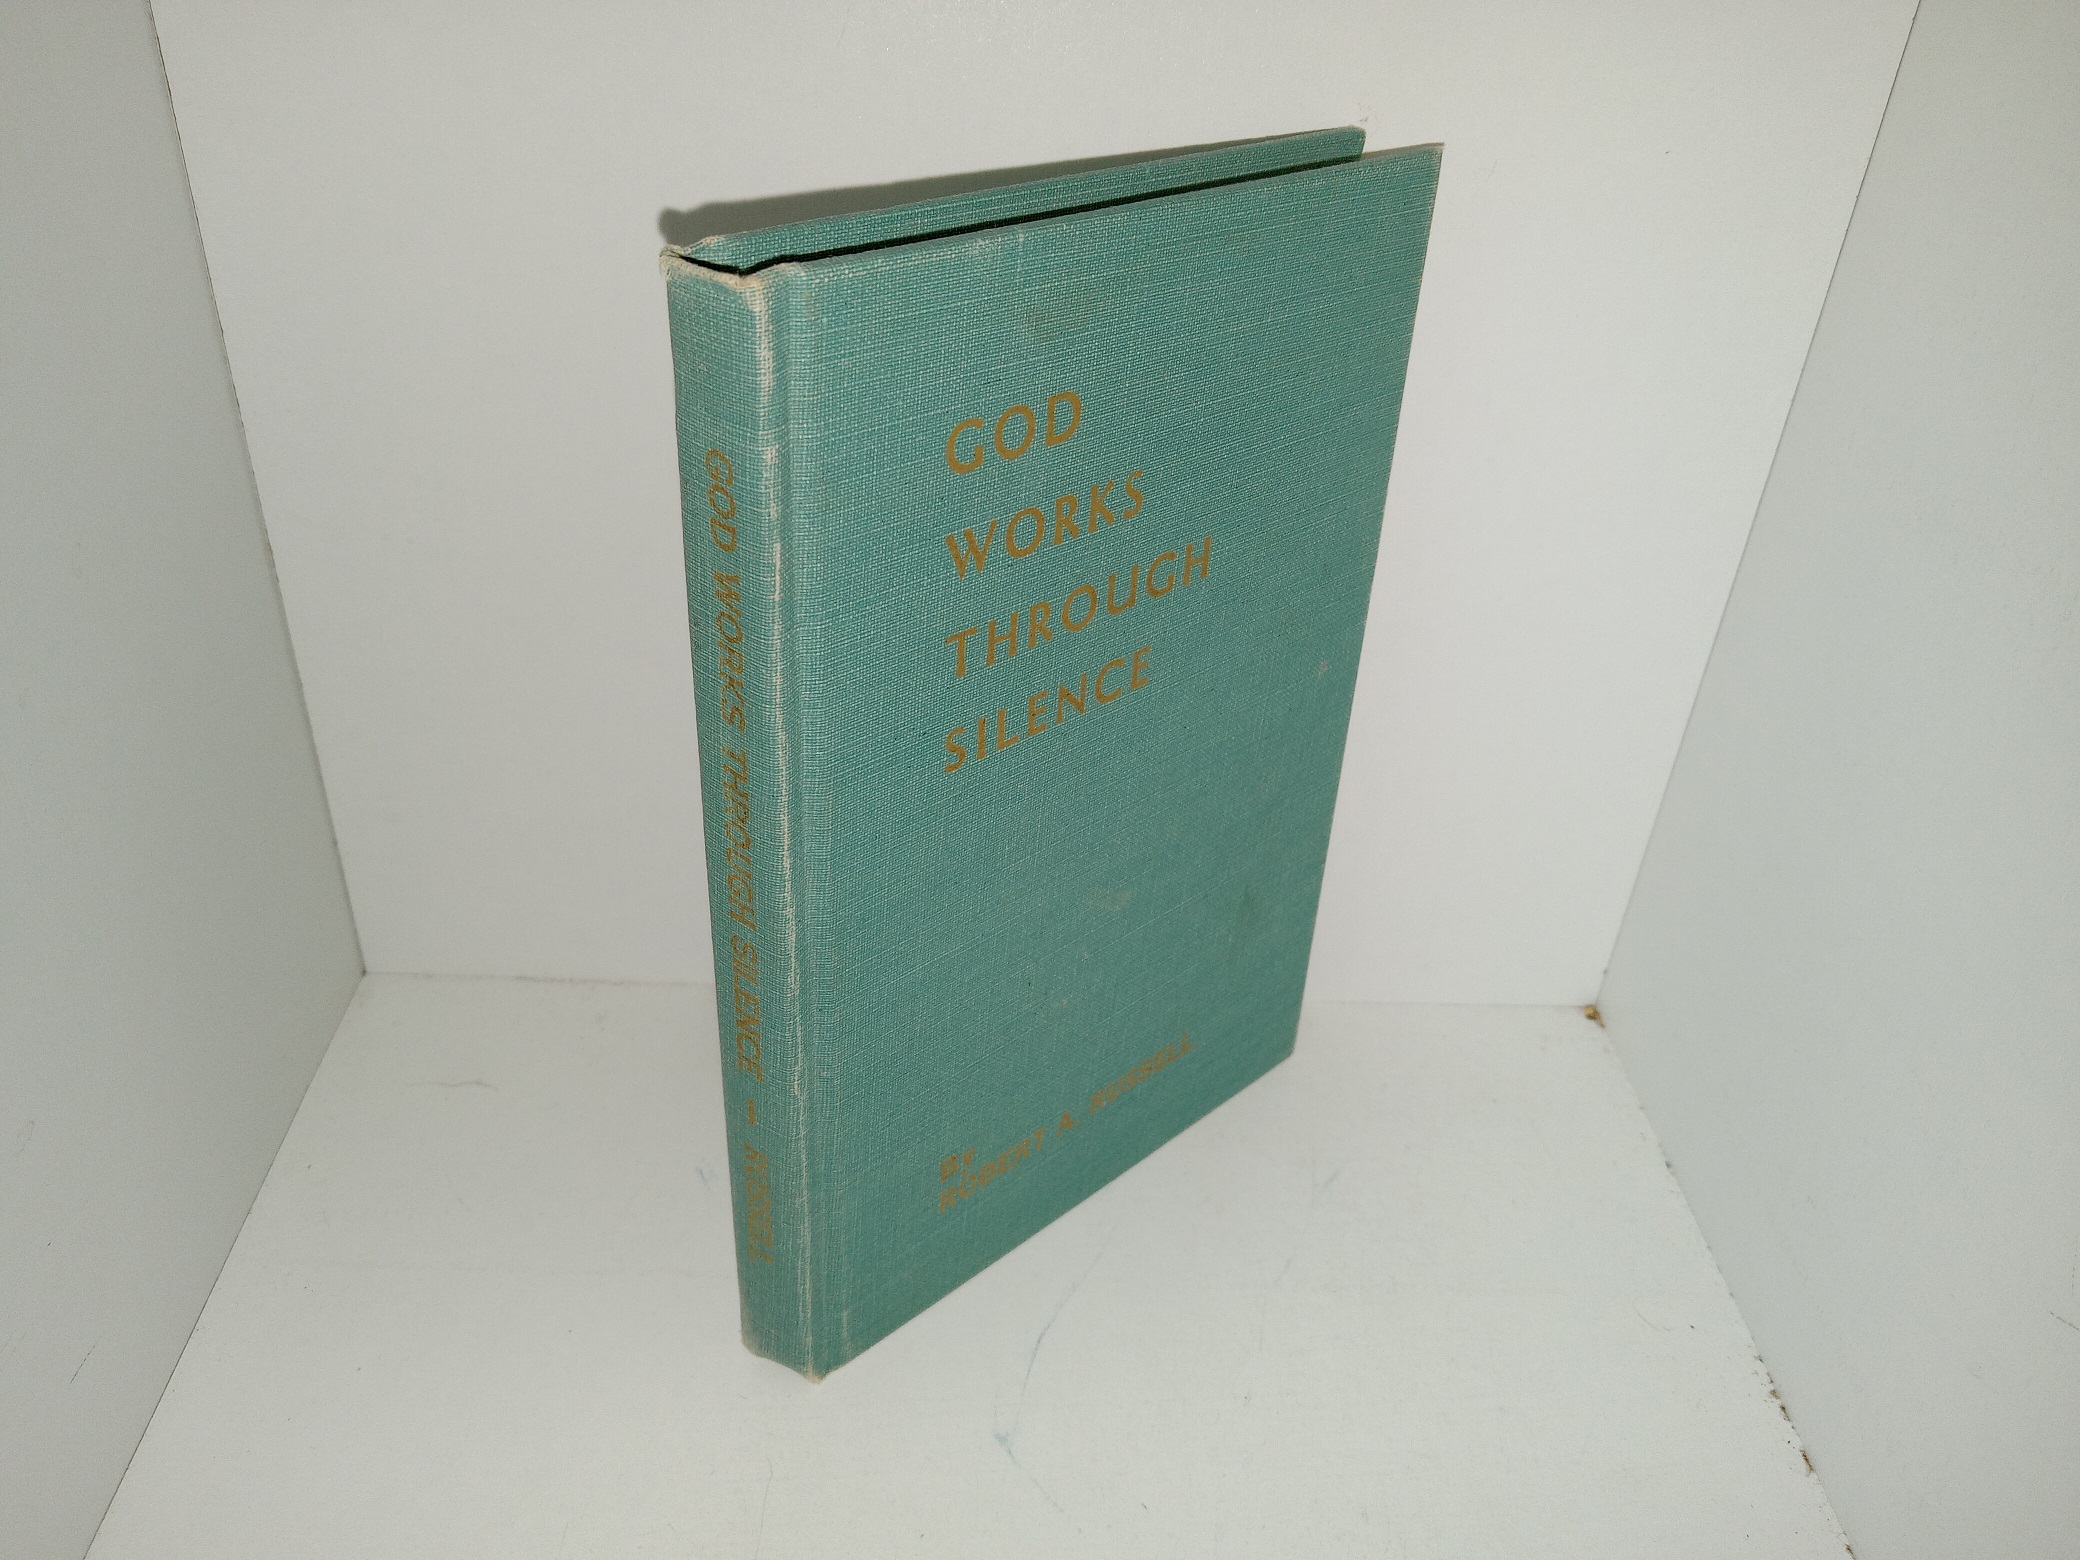 GOD WORKS THROUGH SILENCE — RUSSELL
GOD
WORKS
THROUGH
SILENCE
By
ROBERT A. RUSSELL